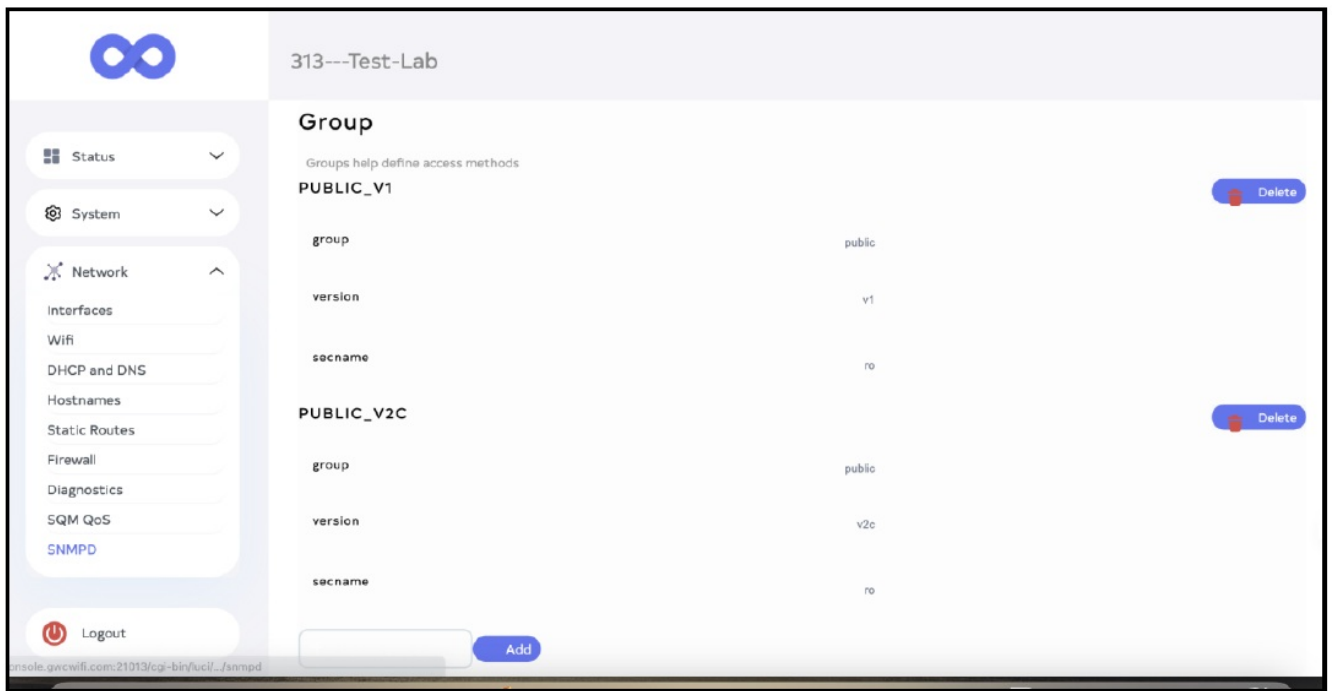 313---Test-Lab
Status
System
Network
Interfaces
Wifi
DHCP and DNS
Hostnames
Static Routes
Firewall
Diagnostics
SQM QoS
SNMPD
Logout
Group
Groups help define access methods
PUBLIC_V1
Delete
group
public
version
v1
secname
ro
PUBLIC_V2C
Delete
group
public
version
v2c
secname
ro
Add
onsole.gwcwifi.com:21013/cgi-bin/luci/.../snmpd